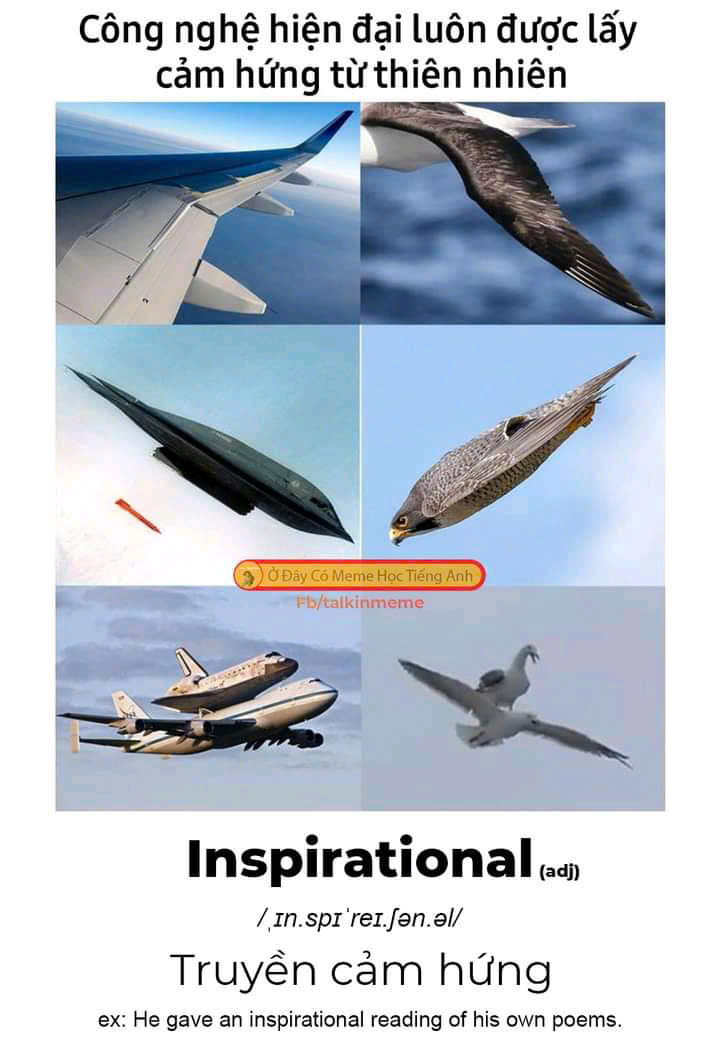 Công nghệ hiện đại luôn được lấy
cảm hứng từ thiên nhiên
Ở Đây Có Meme Học Tiếng Anh
Fb/talkinmeme
Inspirational (adj)
/ˌɪn.spɪˈreɪ.ʃən.əl/
Truyền cảm hứng
ex: He gave an inspirational reading of his own poems.